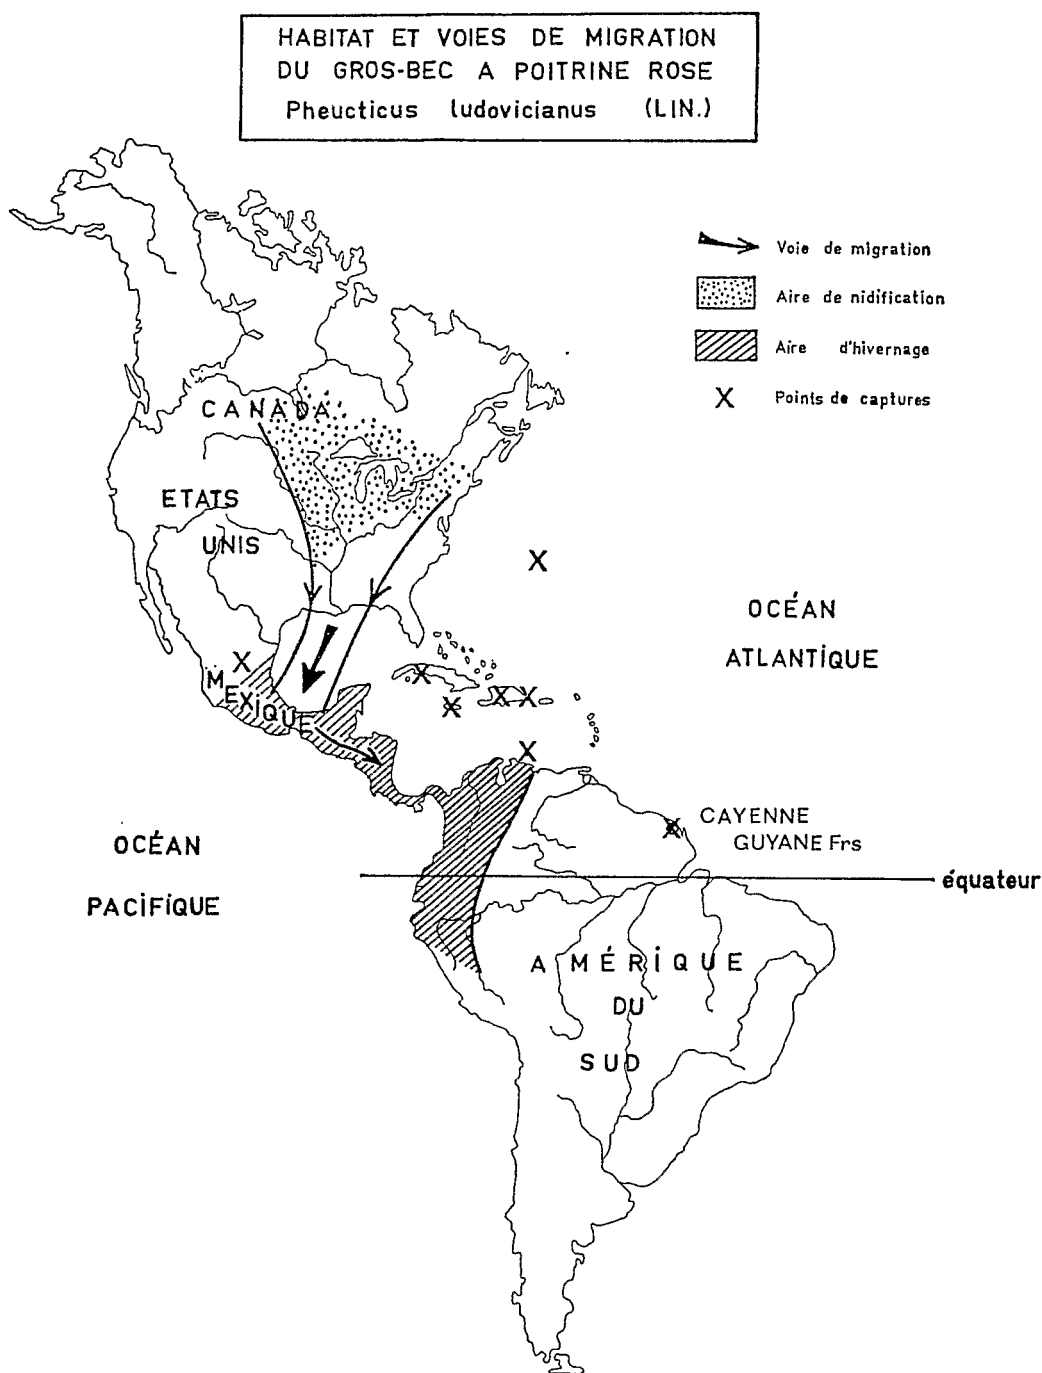 HABITAT ET VOIES DE MIGRATION
DU GROS-BEC A POITRINE ROSE
Pheucticus ludovicianus (LIN.)
Voie de migration
Aire de nidification
Aire d'hivernage
X Points de captures
CANADA
ETATS
UNIS
X
OCÉAN
ATLANTIQUE
X
MEXIQUE
X
X
X
X
X
X
CAYENNE
GUYANE Frs
OCÉAN
PACIFIQUE
équateur
AMÉRIQUE
DU
SUD